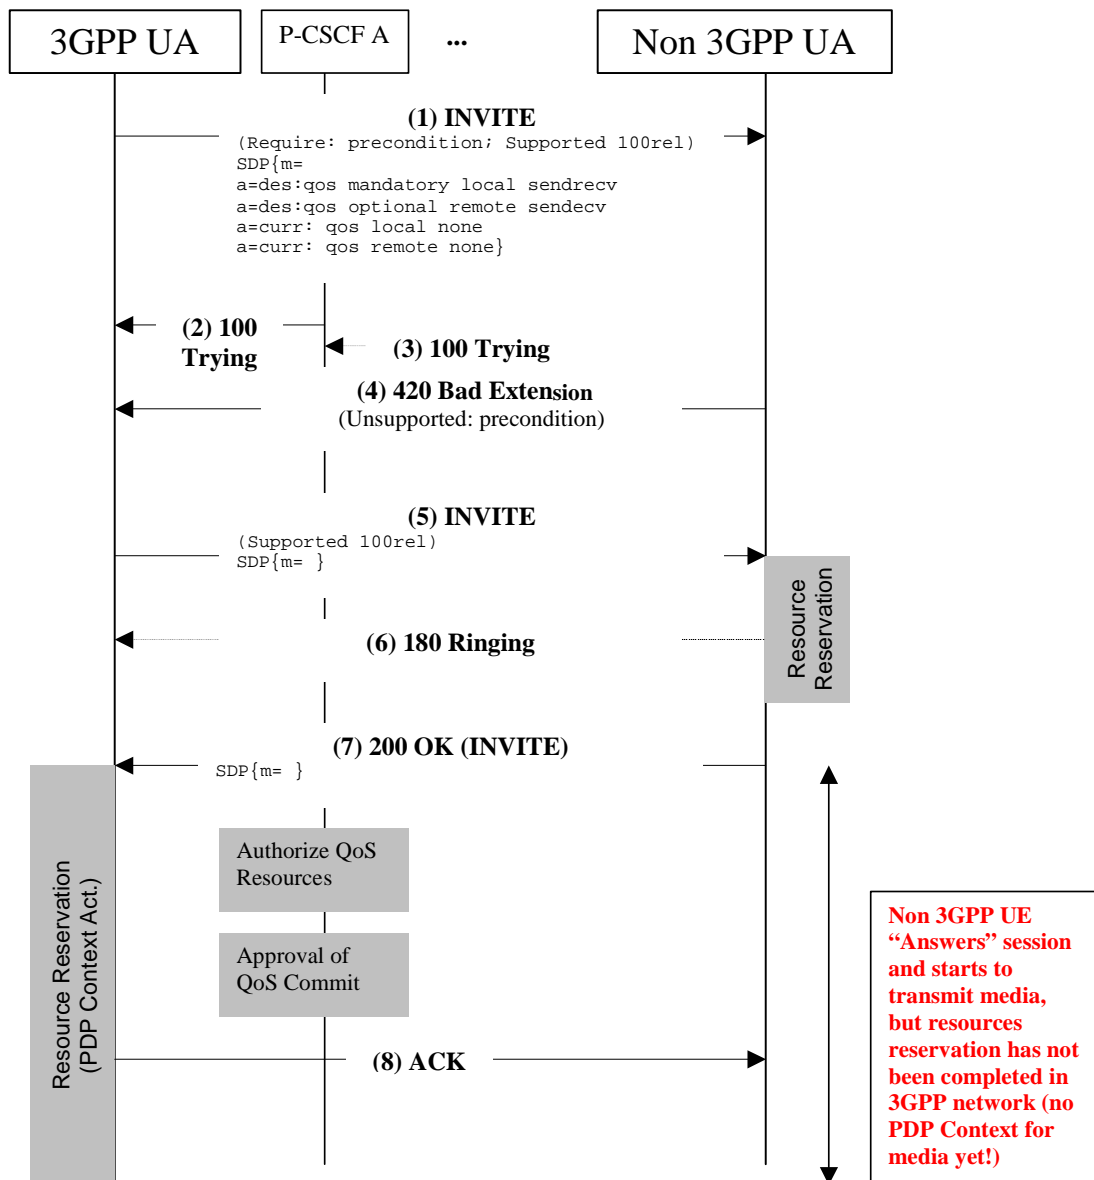 3GPP UA
P-CSCF A
...
Non 3GPP UA
(1) INVITE
(Require: precondition; Supported 100rel)
SDP{m=
a=des:qos mandatory local sendrecv
a=des:qos optional remote sendecv
a=curr: qos local none
a=curr: qos remote none}
(2) 100
Trying
(3) 100 Trying
(4) 420 Bad Extension
(Unsupported: precondition)
(5) INVITE
(Supported 100rel)
SDP{m= }
Resource
Reservation
(6) 180 Ringing
(7) 200 OK (INVITE)
SDP{m= }
Resource Reservation
(PDP Context Act.)
Authorize QoS
Resources
Approval of
QoS Commit
(8) ACK
Non 3GPP UE
“Answers” session
and starts to
transmit media,
but resources
reservation has not
been completed in
3GPP network (no
PDP Context for
media yet!)